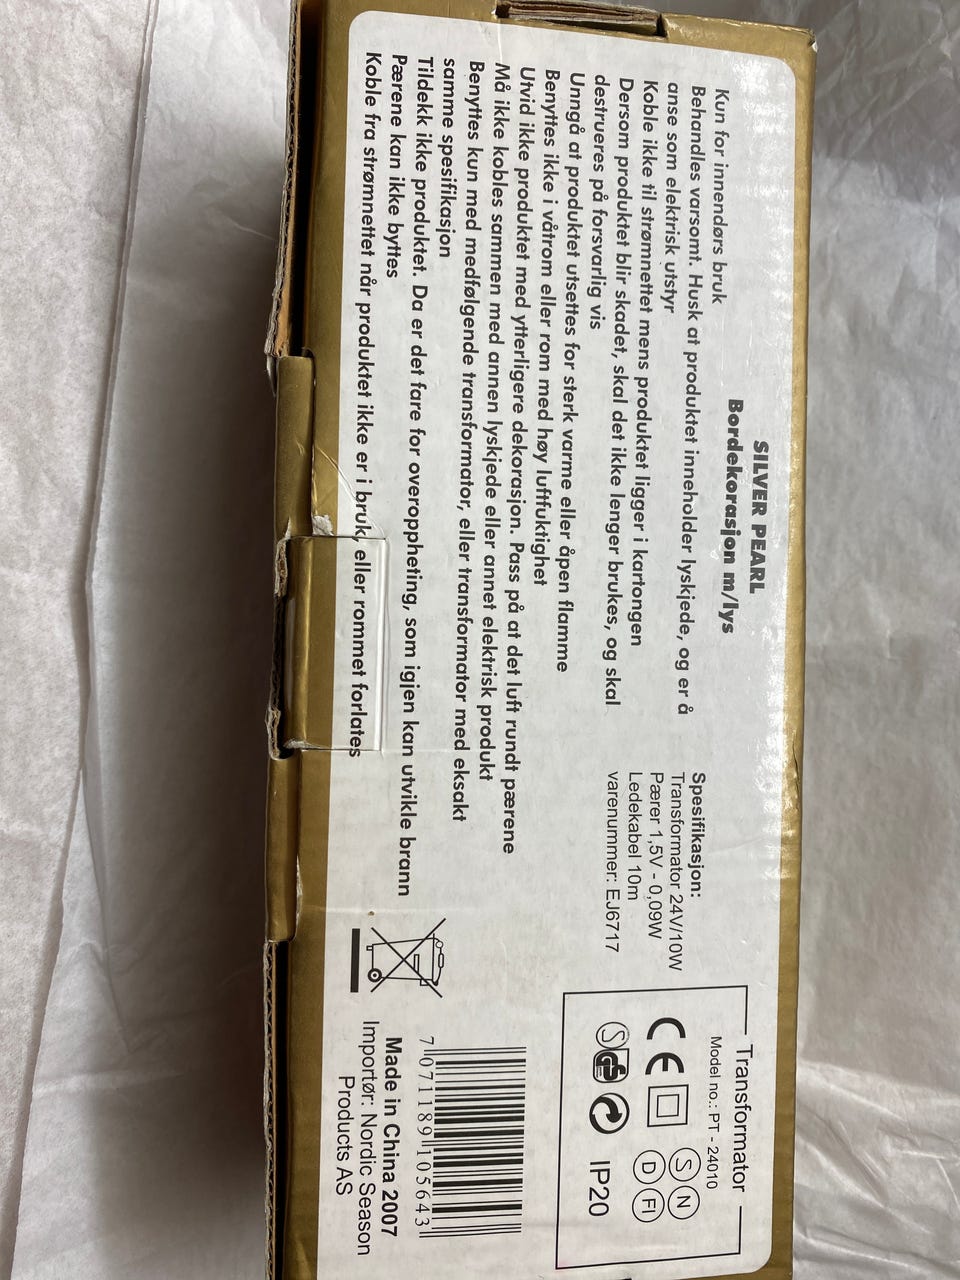 SILVER PEARL
Bordekorasjon m/lys
Kun for innendørs bruk
Behandles varsomt. Husk at produktet inneholder lyskjede, og er å
anse som elektrisk utstyr
Koble ikke til strømnettet mens produktet ligger i kartongen
Dersom produktet blir skadet, skal det ikke lenger brukes, og skal
destrueres på forsvarlig vis
Unngå at produktet utsettes for sterk varme eller åpen flamme
Benyttes ikke i våtrom eller rom med høy luftfuktighet
Utvid ikke produktet med ytterligere dekorasjon. Pass på at det luft rundt pærene
Må ikke kobles sammen med annen lyskjede eller annet elektrisk produkt
Benyttes kun med medfølgende transformator, eller transformator med eksakt
samme spesifikasjon
Tildekk ikke produktet. Da er det fare for overoppheting, som igjen kan utvikle brann
Pærene kan ikke byttes
Koble fra strømnettet når produktet ikke er i bruk, eller rommet forlates
Spesifikasjon:
Transformator 24V/10W
Pærer 1,5V - 0,09W
Ledekabel 10m
varenummer: EJ6717
Transformator
Model no.: PT - 24010
CE S N
D FI
S GS IP20
7 071189 105643
Made in China 2007
Importør: Nordic Season
Products AS